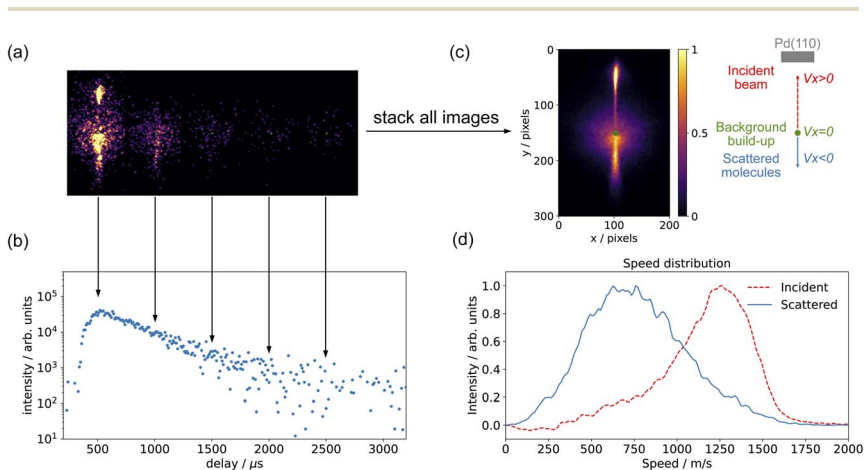 (a)
stack all images
(b)
10⁵
10⁴
10³
10²
10¹
intensity / arb. units
500
1000
1500
2000
2500
3000
delay / μs
(c)
0
50
100
150
200
250
300
y / pixels
0
100
200
x / pixels
1
0.5
0
Pd(110)
Incident
beam
Vx>0
Background
build-up
Vx=0
Scattered
molecules
Vx<0
(d)
Speed distribution
Incident
Scattered
1.0
0.8
0.6
0.4
0.2
0.0
Intensity / arb. units
0
250
500
750
1000
1250
1500
1750
2000
Speed / m/s